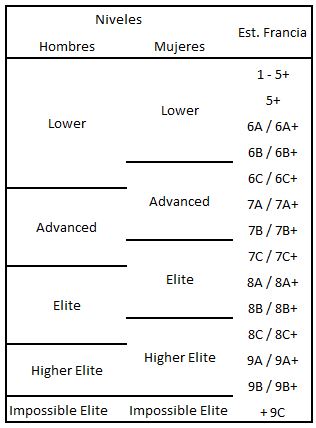 Niveles
Hombres Mujeres Est. Francia
1 - 5+
Lower 5+
Lower 6A / 6A+
6B / 6B+
6C / 6C+
Advanced 7A / 7A+
Advanced 7B / 7B+
7C / 7C+
Elite 8A / 8A+
Elite 8B / 8B+
8C / 8C+
Higher Elite 9A / 9A+
Higher Elite 9B / 9B+
Impossible Elite Impossible Elite + 9C